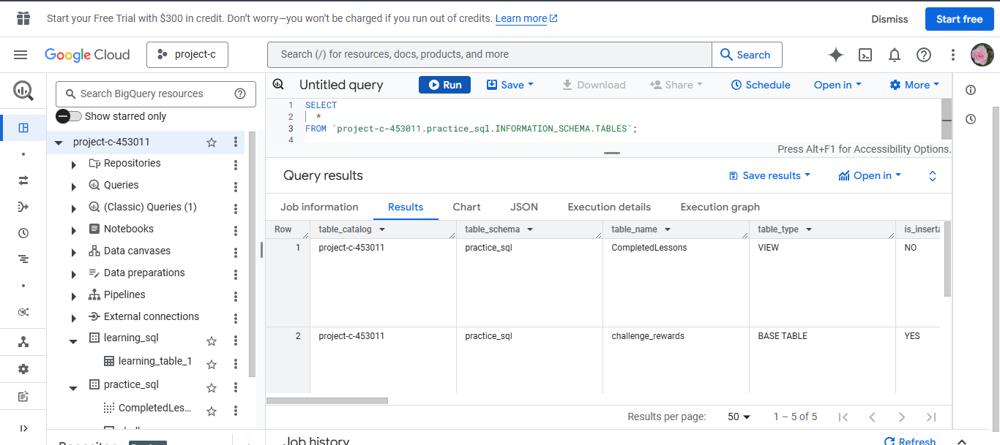 Start your Free Trial with $300 in credit. Don't worry—you won't be charged if you run out of credits. Learn more
Dismiss
Start free
Google Cloud
project-c
Search (/) for resources, docs, products, and more
Search
Search BigQuery resources
Show starred only
project-c-453011
Repositories
Queries
(Classic) Queries (1)
Notebooks
Data canvases
Data preparations
Pipelines
External connections
learning_sql
learning_table_1
practice_sql
CompletedLes...
Untitled query
Run
Save
Download
Share
Schedule
Open in
More
1 SELECT
2 *
3 FROM `project-c-453011.practice_sql.INFORMATION_SCHEMA.TABLES`;
4
Press Alt+F1 for Accessibility Options.
Query results
Save results
Open in
Job information Results Chart JSON Execution details Execution graph
Row table_catalog table_schema table_name table_type is_inserta
1 project-c-453011 practice_sql CompletedLessons VIEW NO
2 project-c-453011 practice_sql challenge_rewards BASE TABLE YES
Results per page: 50 1 – 5 of 5
Job history
Refresh